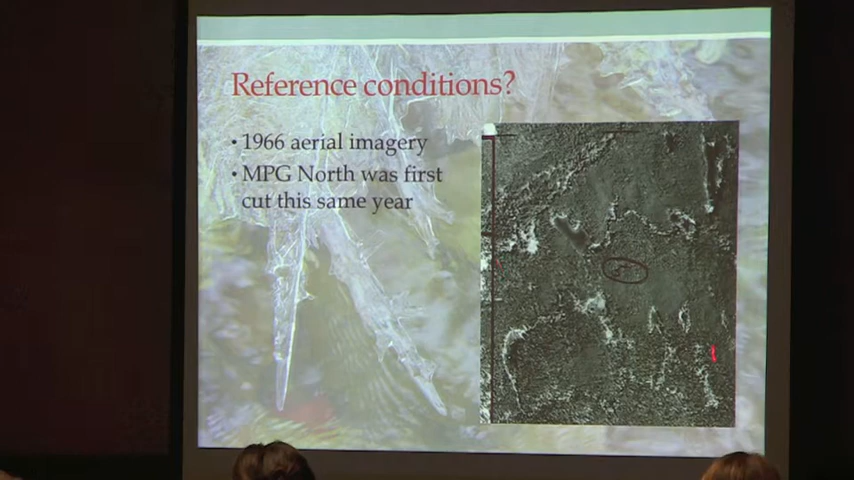 Reference conditions?
• 1966 aerial imagery
• MPG North was first
cut this same year